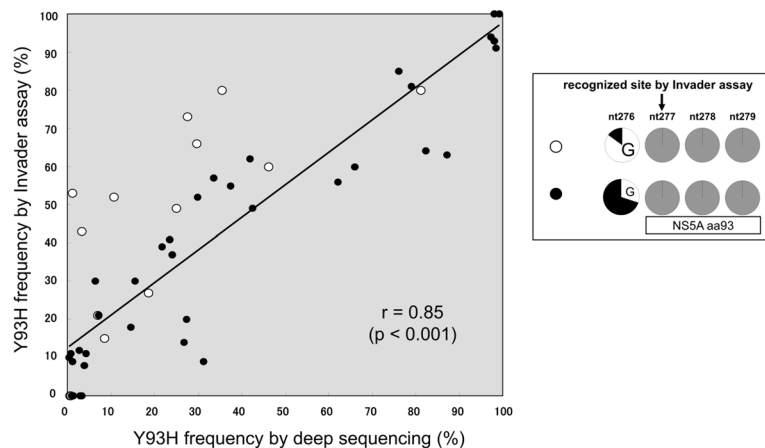 Y93H frequency by Invader assay (%)
100
90
80
70
60
50
40
30
20
10
0
0 10 20 30 40 50 60 70 80 90 100
Y93H frequency by deep sequencing (%)
r = 0.85
(p < 0.001)
recognized site by Invader assay
nt276 nt277 nt278 nt279
G
G
NS5A aa93